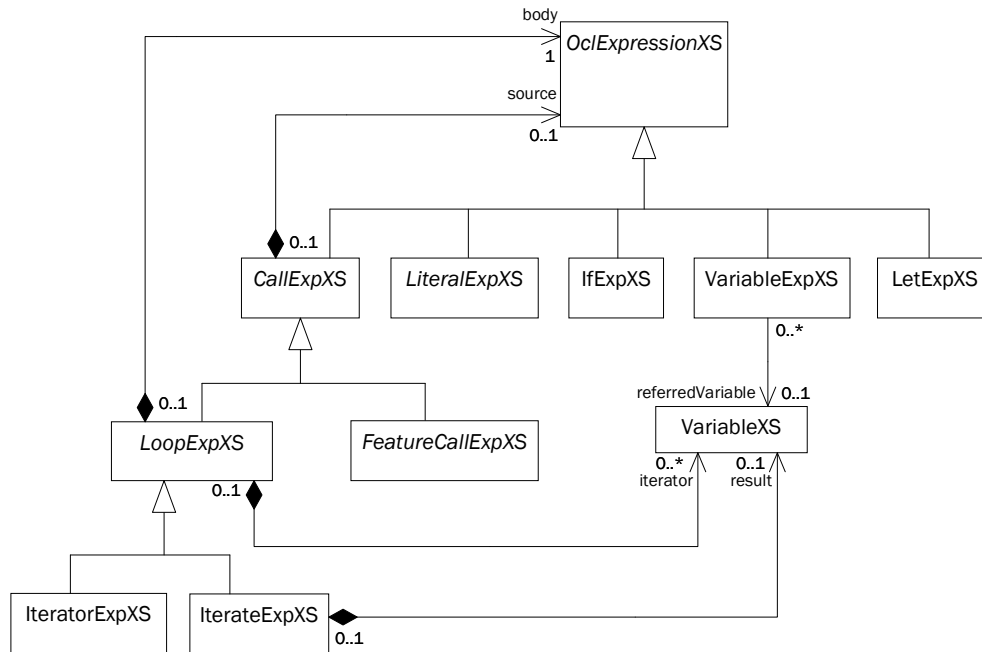 body
OclExpressionXS
1
source
0..1
0..1
CallExpXS
LiteralExpXS
IfExpXS
VariableExpXS
LetExpXS
0..*
referredVariable
0..1
0..1
LoopExpXS
FeatureCallExpXS
VariableXS
0..1
0..*
0..1
iterator
result
IteratorExpXS
IterateExpXS
0..1